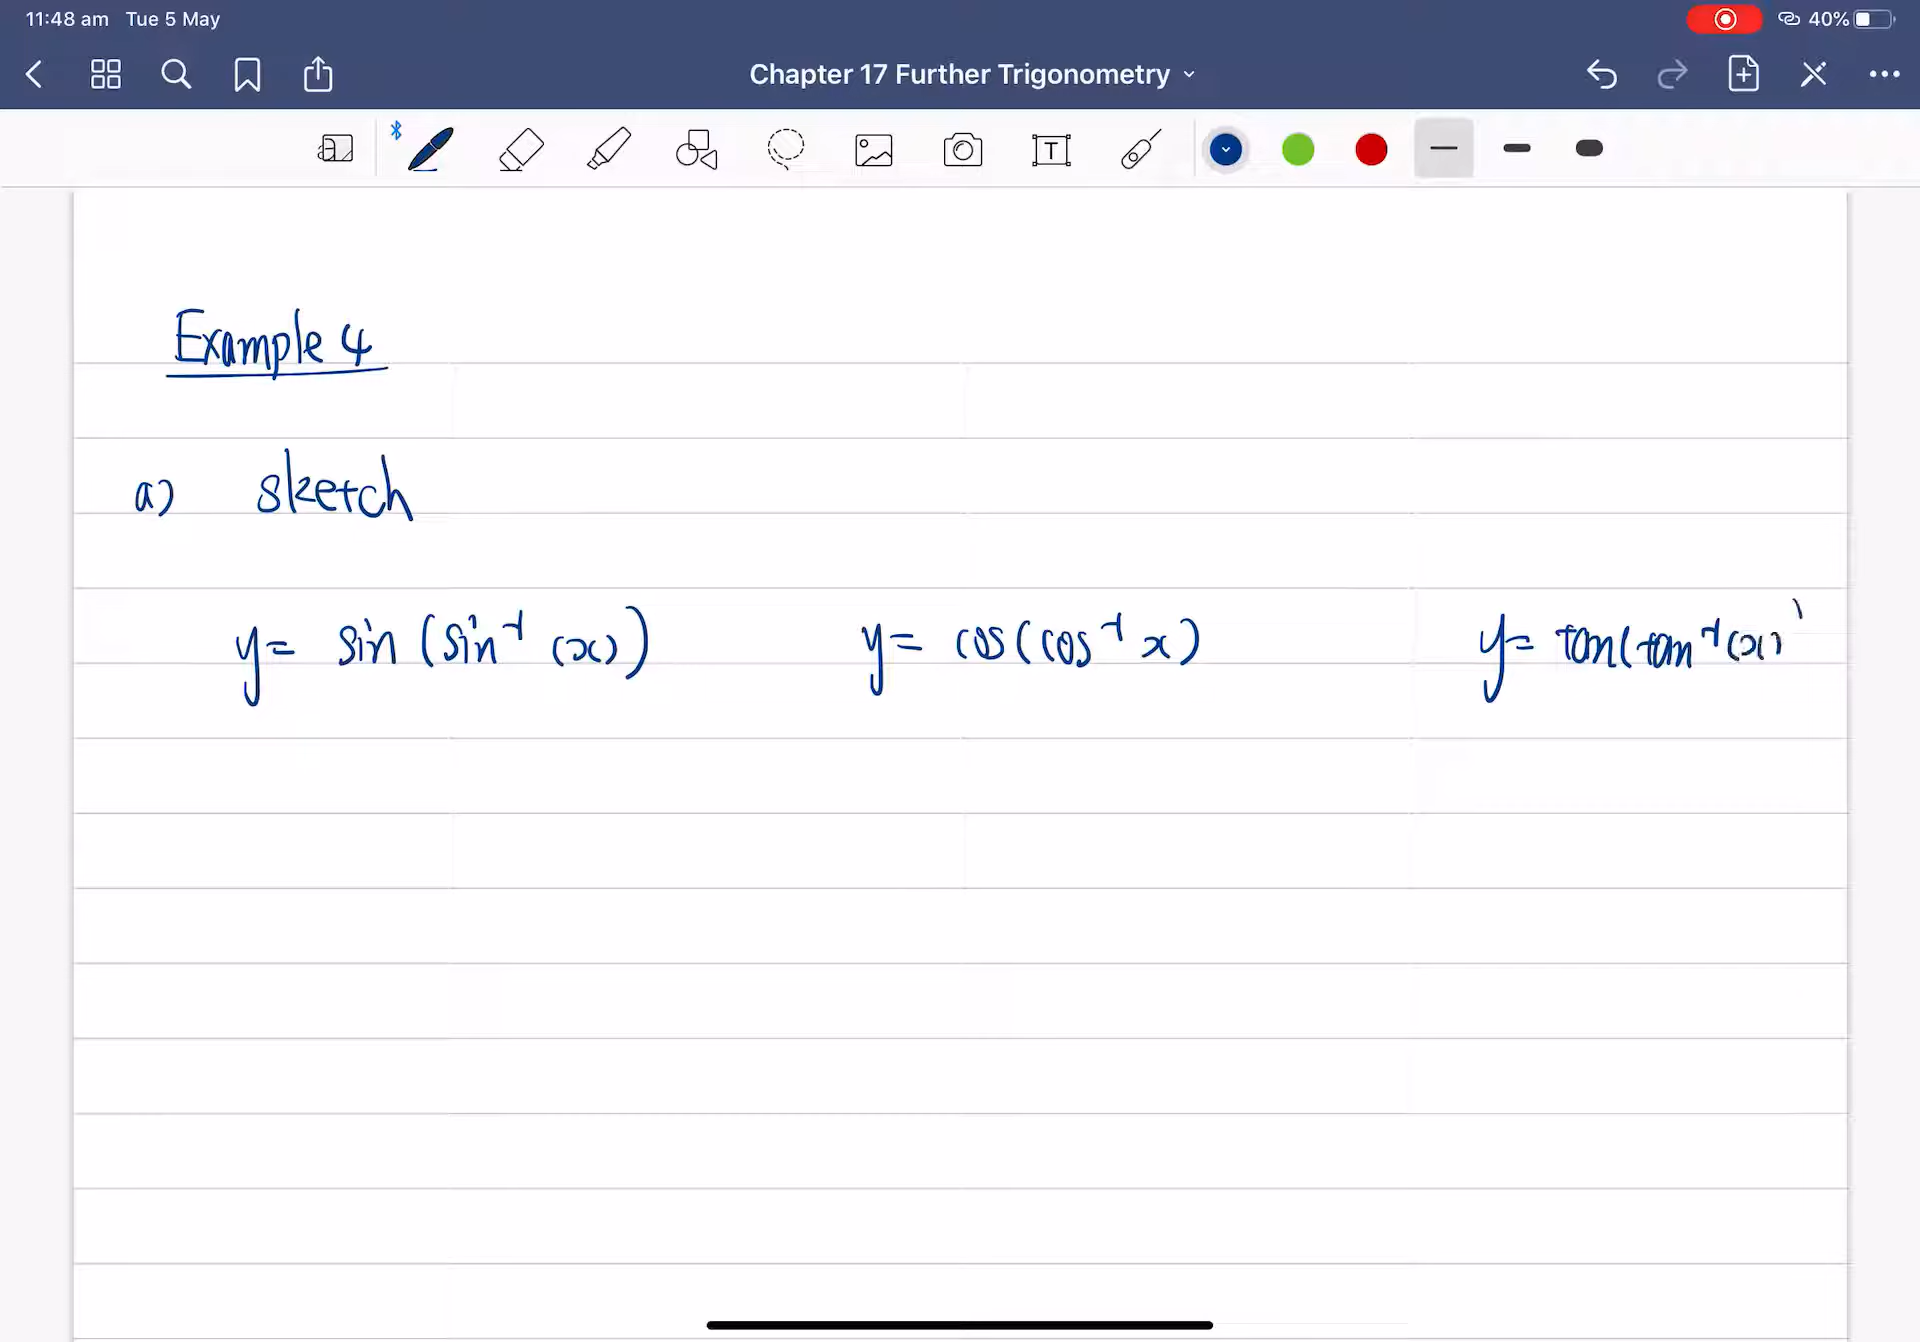 11:48 am Tue 5 May 40%
Chapter 17 Further Trigonometry
Example 4
a) sketch
y = sin (sin⁻¹ (x)) y = cos(cos⁻¹ x) y = tan(tan⁻¹(x))